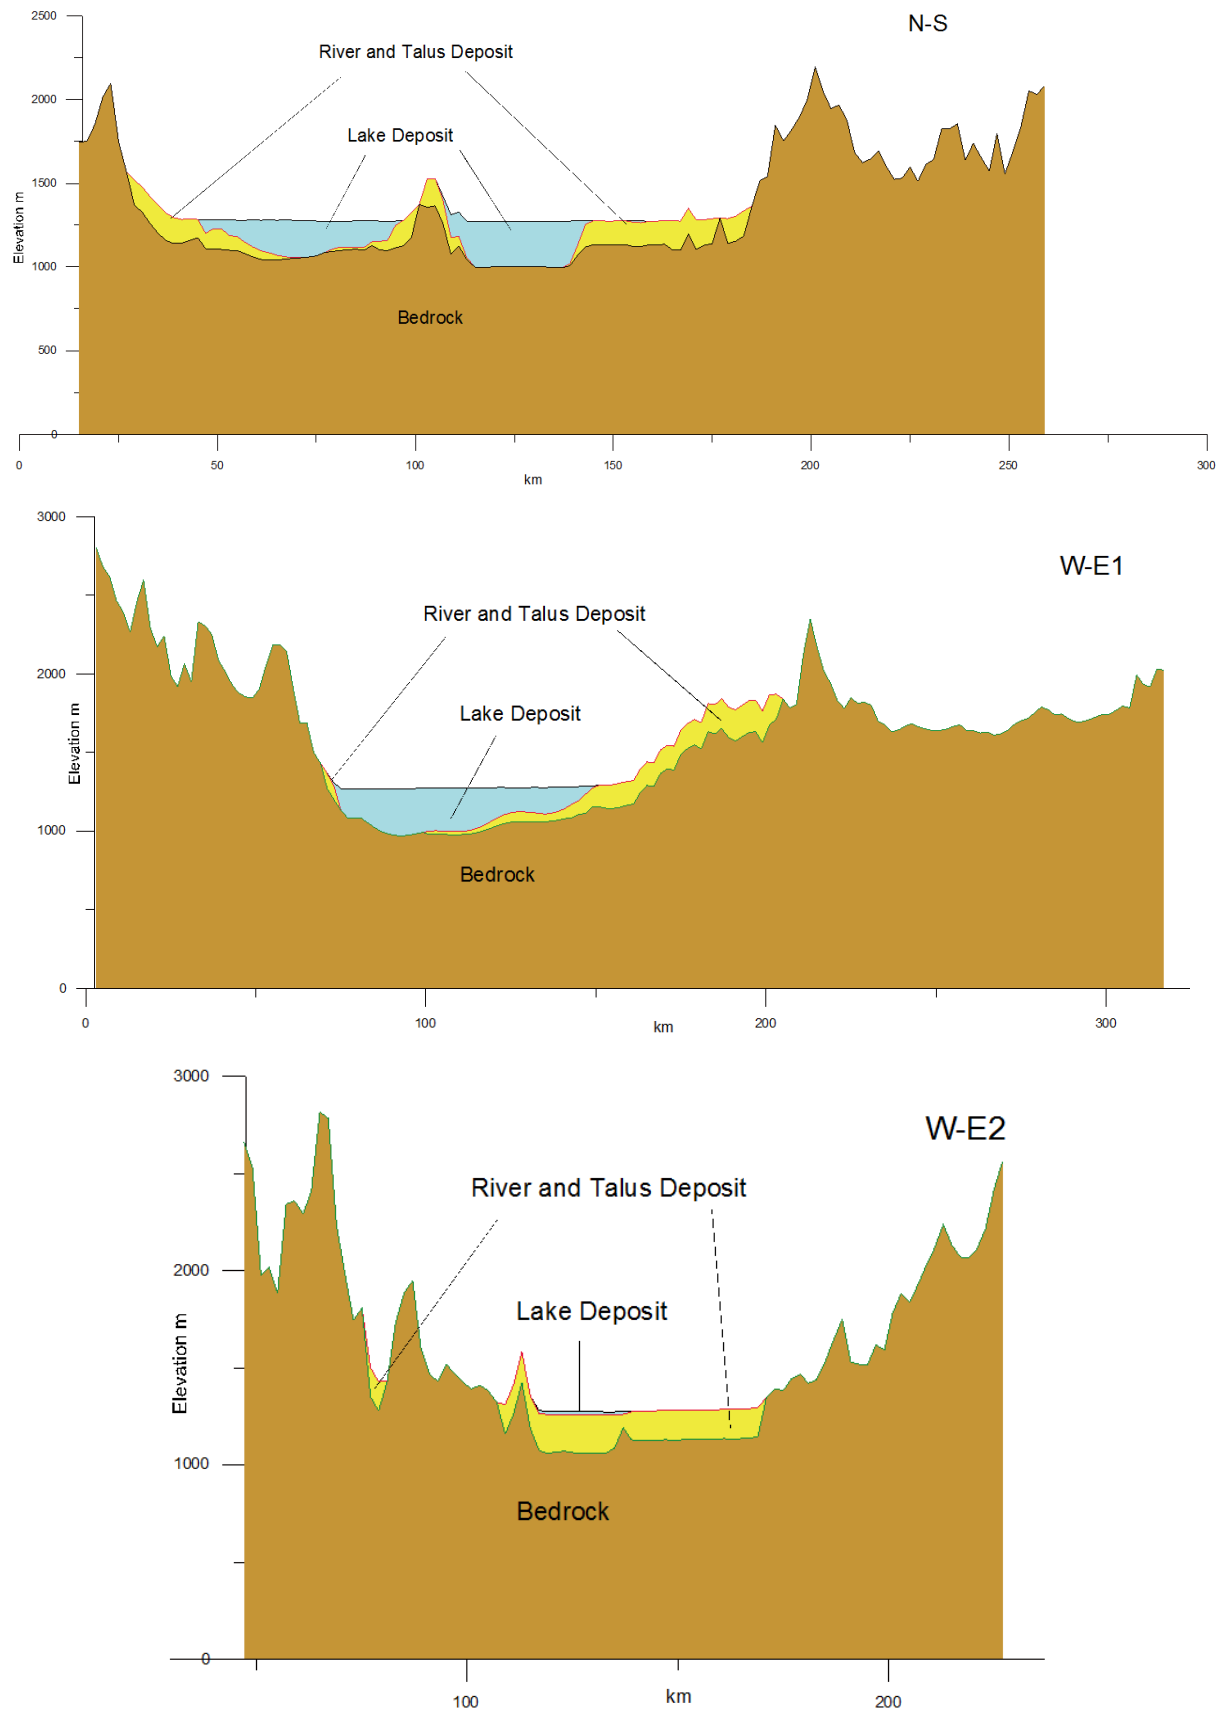 2500
N-S
River and Talus Deposit
2000
Lake Deposit
1500
Elevation m
1000
Bedrock
500
0
0
50
100
150
200
250
300
km
3000
W-E1
River and Talus Deposit
2000
Lake Deposit
Elevation m
1000
Bedrock
0
0
100
200
300
km
3000
W-E2
River and Talus Deposit
2000
Lake Deposit
Elevation m
1000
Bedrock
0
100
200
km